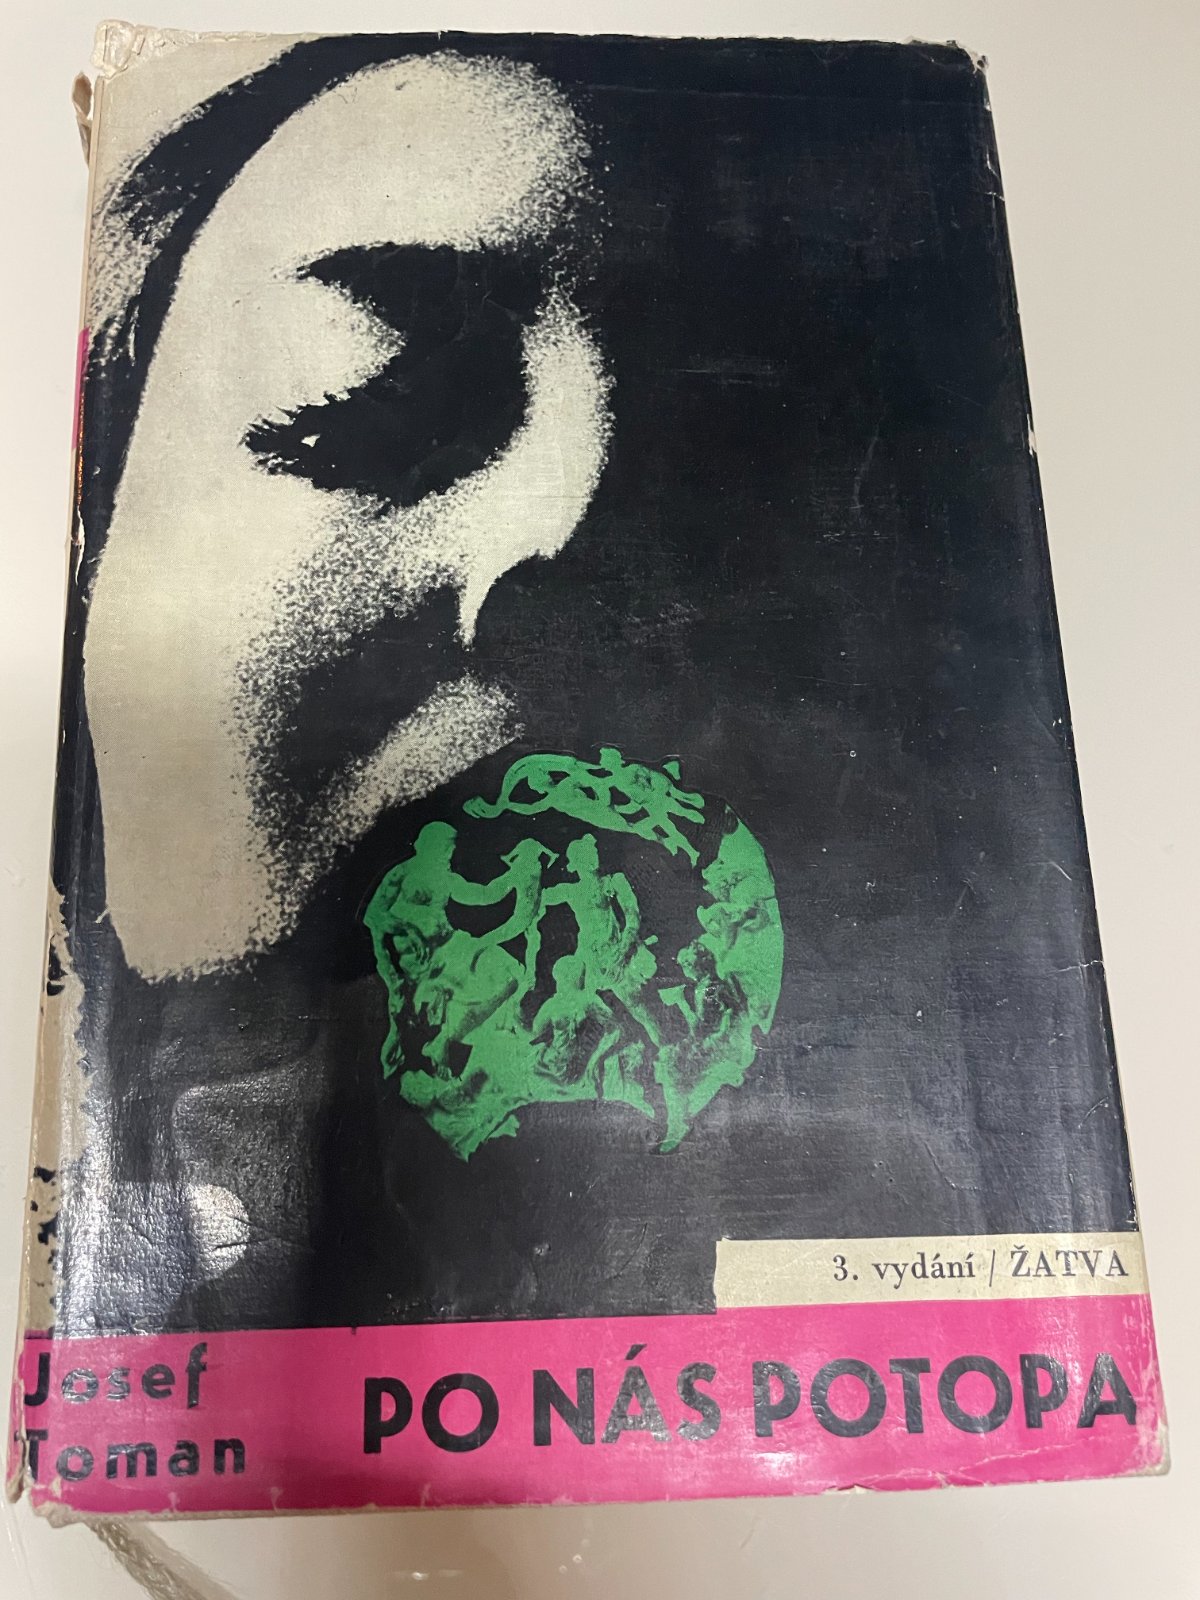 3. vydání / ŽATVA
Josef
Toman
PO NÁS POTOPA